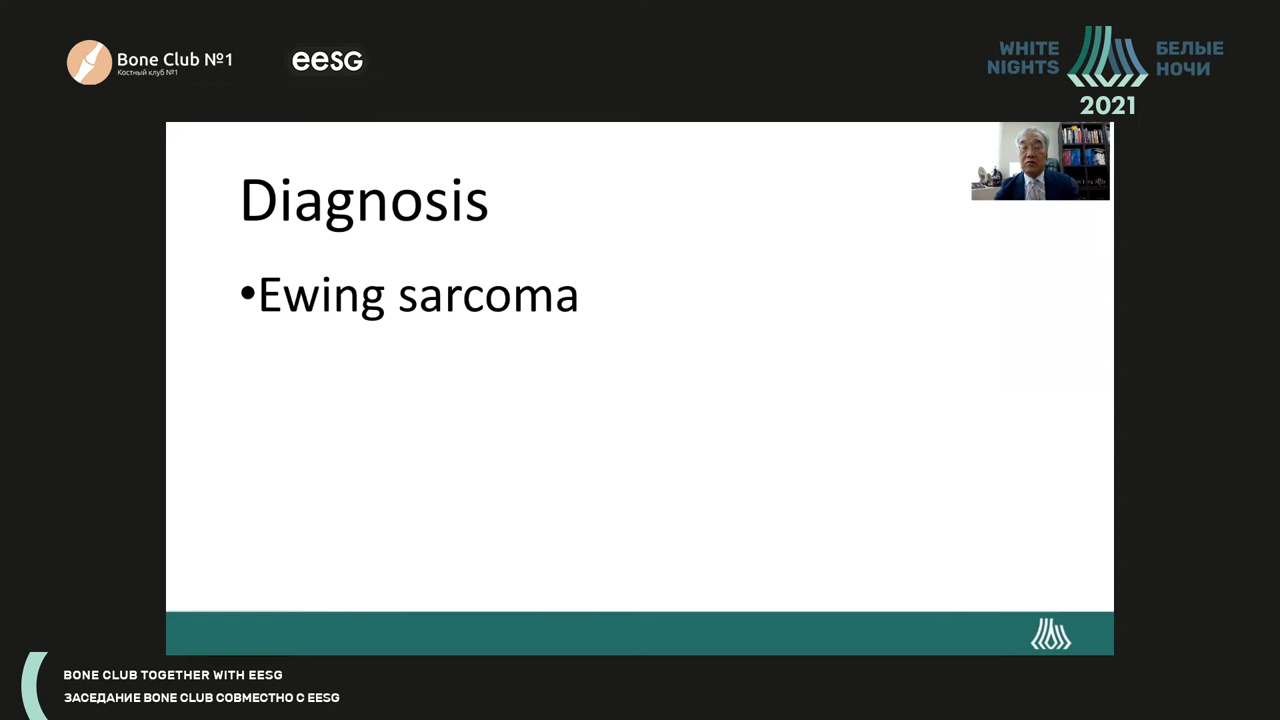 Bone Club №1
Костный клуб №1
eesg
WHITE
NIGHTS
БЕЛЫЕ
НОЧИ
2021
Diagnosis
•Ewing sarcoma
BONE CLUB TOGETHER WITH EESG
ЗАСЕДАНИЕ BONE CLUB СОВМЕСТНО С EESG